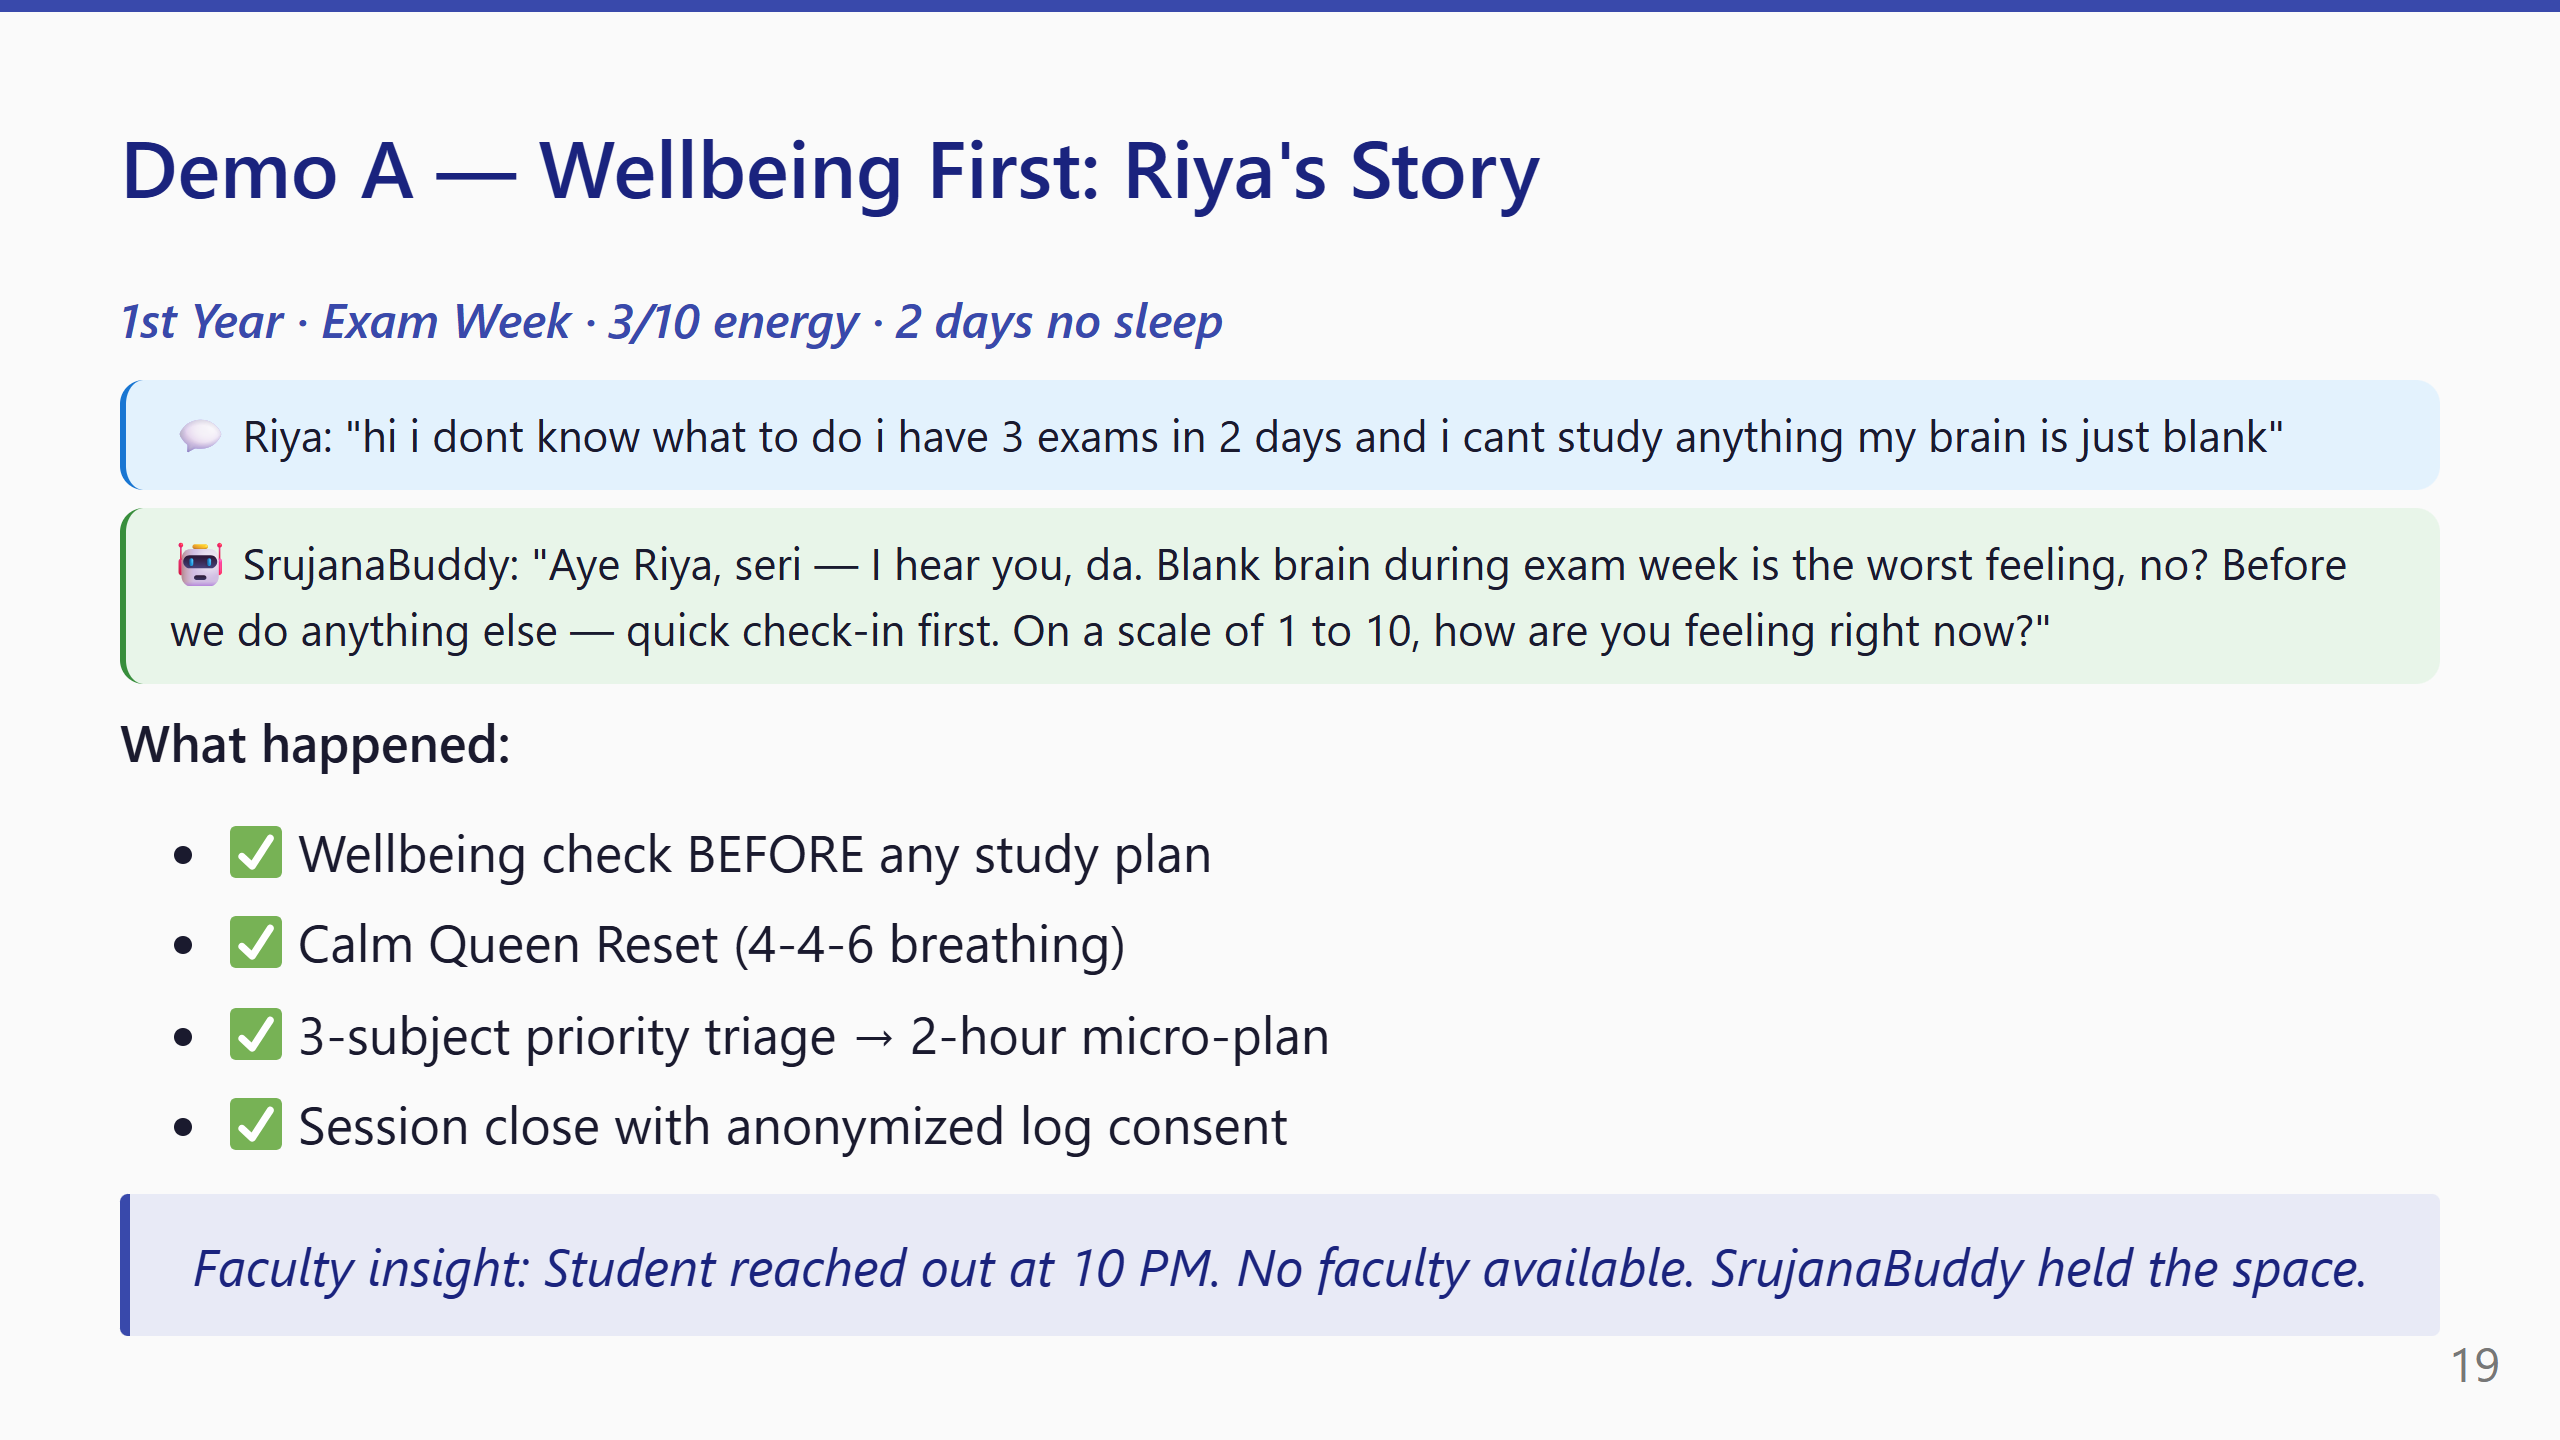 Demo A — Wellbeing First: Riya's Story
1st Year · Exam Week · 3/10 energy · 2 days no sleep
💬 Riya: "hi i dont know what to do i have 3 exams in 2 days and i cant study anything my brain is just blank"
🤖 SrujanaBuddy: "Aye Riya, seri — I hear you, da. Blank brain during exam week is the worst feeling, no? Before
we do anything else — quick check-in first. On a scale of 1 to 10, how are you feeling right now?"
What happened:
• ✅ Wellbeing check BEFORE any study plan
• ✅ Calm Queen Reset (4-4-6 breathing)
• ✅ 3-subject priority triage → 2-hour micro-plan
• ✅ Session close with anonymized log consent
Faculty insight: Student reached out at 10 PM. No faculty available. SrujanaBuddy held the space.
19